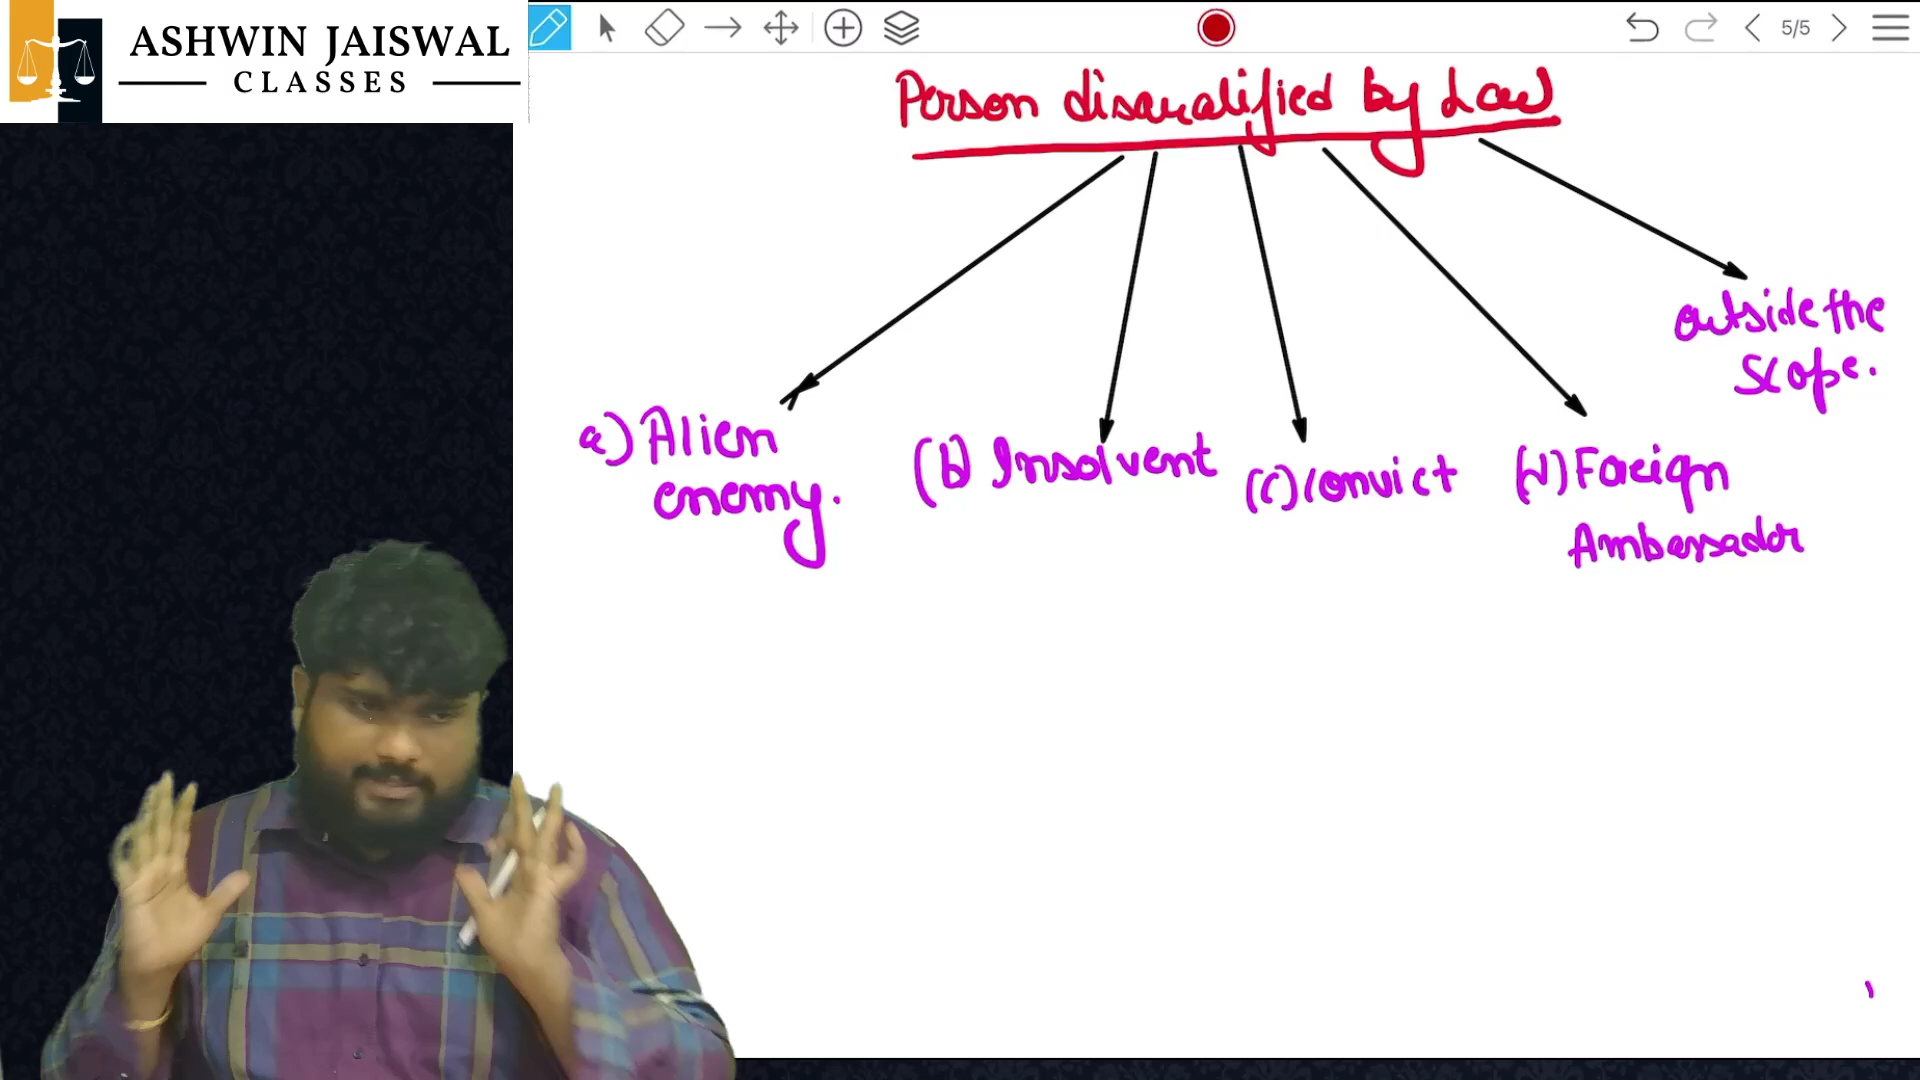 ASHWIN JAISWAL
CLASSES
5/5
Person disqualified by Law
outside the
scope.
a) Alien
enemy.
(b) Insolvent
(c) convict
(d) Foreign
Ambassador